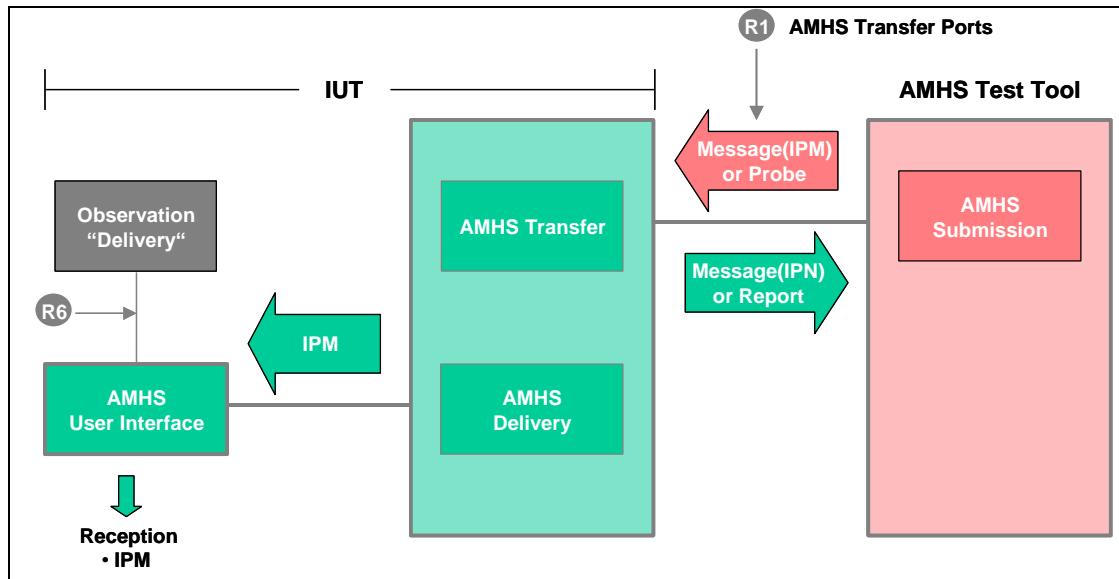 R1 AMHS Transfer Ports
IUT
AMHS Test Tool
Message(IPM)
or Probe
Observation
“Delivery“
AMHS Transfer
AMHS
Submission
Message(IPN)
or Report
R6
IPM
AMHS
User Interface
AMHS
Delivery
Reception
• IPM